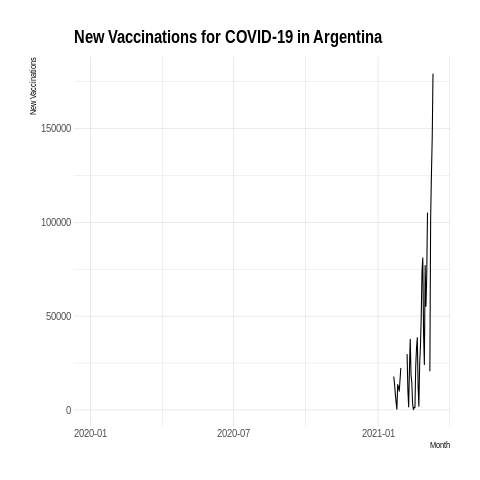 New Vaccinations for COVID-19 in Argentina
New Vaccinations
150000
100000
50000
0
2020-01 2020-07 2021-01
Month